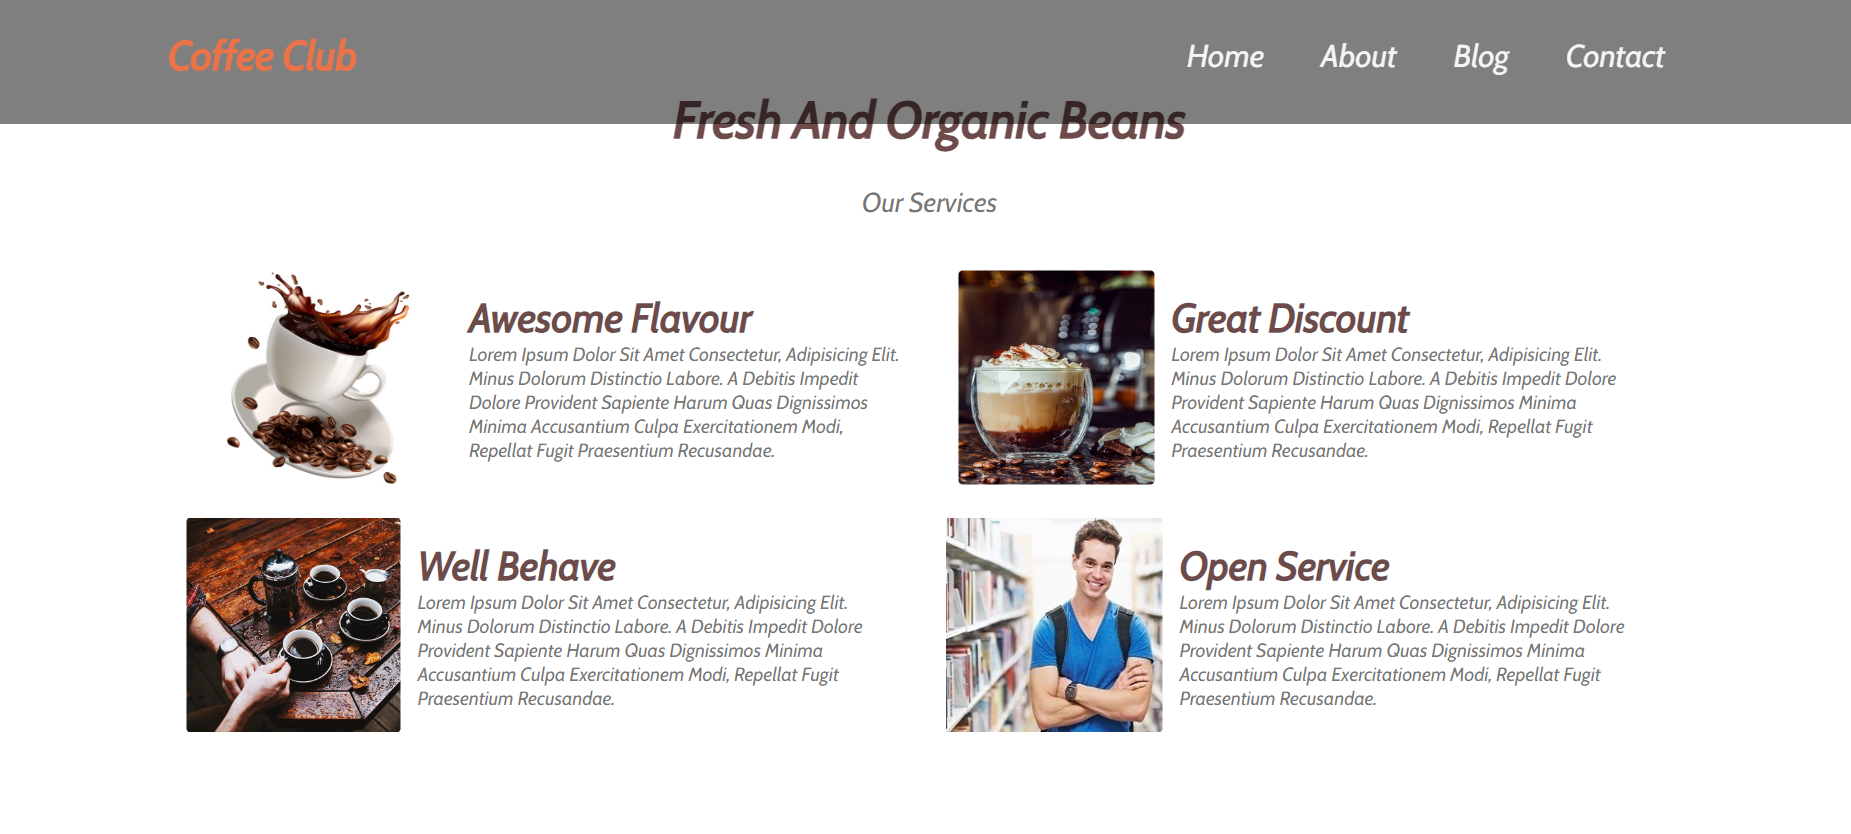 Coffee Club
Home About Blog Contact
Fresh And Organic Beans
Our Services
Awesome Flavour
Lorem Ipsum Dolor Sit Amet Consectetur, Adipisicing Elit.
Minus Dolorum Distinctio Labore. A Debitis Impedit
Dolore Provident Sapiente Harum Quas Dignissimos
Minima Accusantium Culpa Exercitationem Modi,
Repellat Fugit Praesentium Recusandae.
Great Discount
Lorem Ipsum Dolor Sit Amet Consectetur, Adipisicing Elit.
Minus Dolorum Distinctio Labore. A Debitis Impedit Dolore
Provident Sapiente Harum Quas Dignissimos Minima
Accusantium Culpa Exercitationem Modi, Repellat Fugit
Praesentium Recusandae.
Well Behave
Lorem Ipsum Dolor Sit Amet Consectetur, Adipisicing Elit.
Minus Dolorum Distinctio Labore. A Debitis Impedit Dolore
Provident Sapiente Harum Quas Dignissimos Minima
Accusantium Culpa Exercitationem Modi, Repellat Fugit
Praesentium Recusandae.
Open Service
Lorem Ipsum Dolor Sit Amet Consectetur, Adipisicing Elit.
Minus Dolorum Distinctio Labore. A Debitis Impedit Dolore
Provident Sapiente Harum Quas Dignissimos Minima
Accusantium Culpa Exercitationem Modi, Repellat Fugit
Praesentium Recusandae.